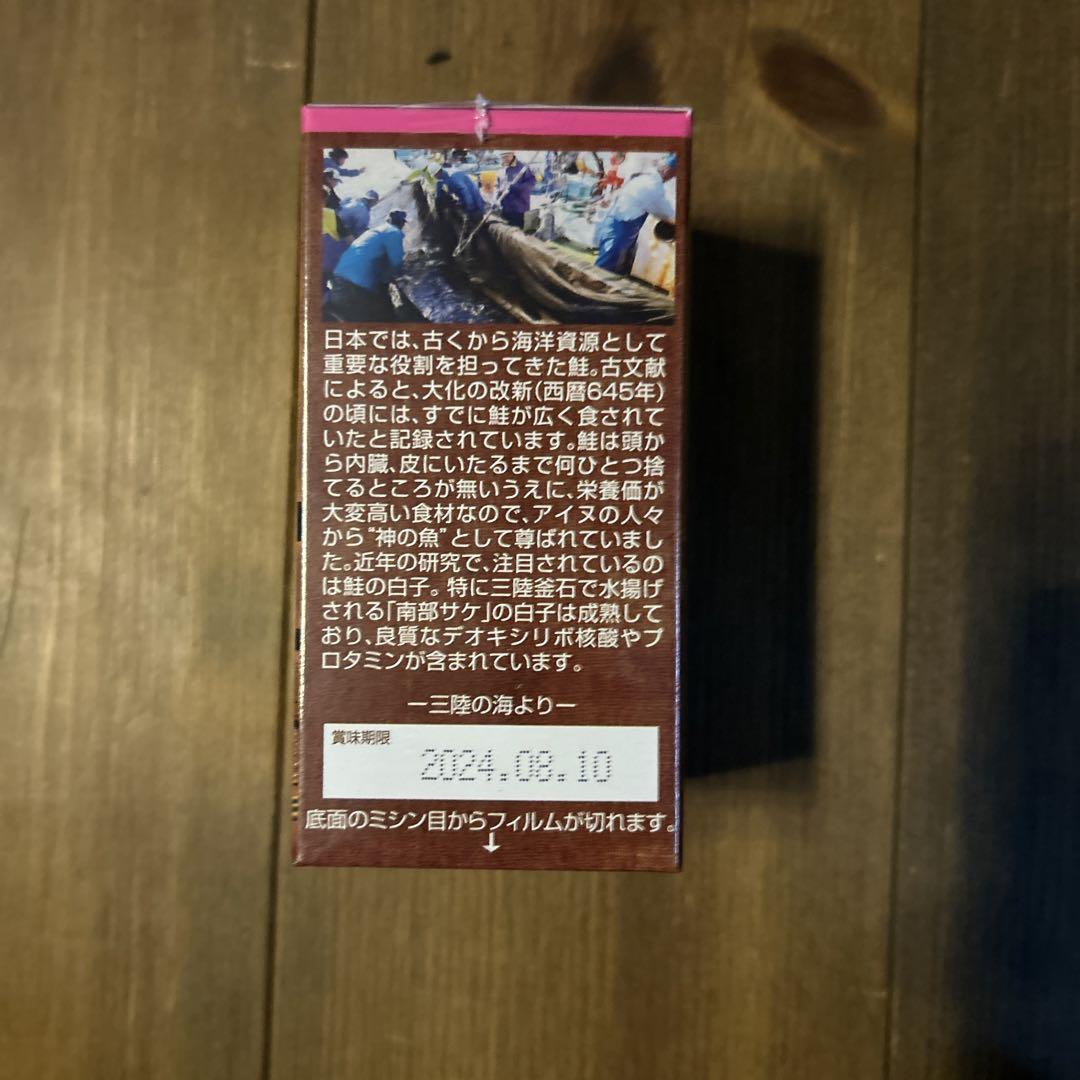 日本では、古くから海洋資源として
重要な役割を担ってきた鮭。古文献
によると、大化の改新(西暦645年)
の頃には、すでに鮭が広く食されて
いたと記録されています。鮭は頭か
ら内臓、皮にいたるまで何ひとつ捨
てるところが無いうえに、栄養価が
大変高い食材なので、アイヌの人々
から“神の魚”として尊ばれていまし
た。近年の研究で、注目されているの
は鮭の白子。特に三陸釜石で水揚げ
される「南部サケ」の白子は成熟して
おり、良質なデオキシリボ核酸やプ
ロタミンが含まれています。
ー三陸の海よりー
賞味期限
2024.08.10
底面のミシン目からフィルムが切れます。
↓